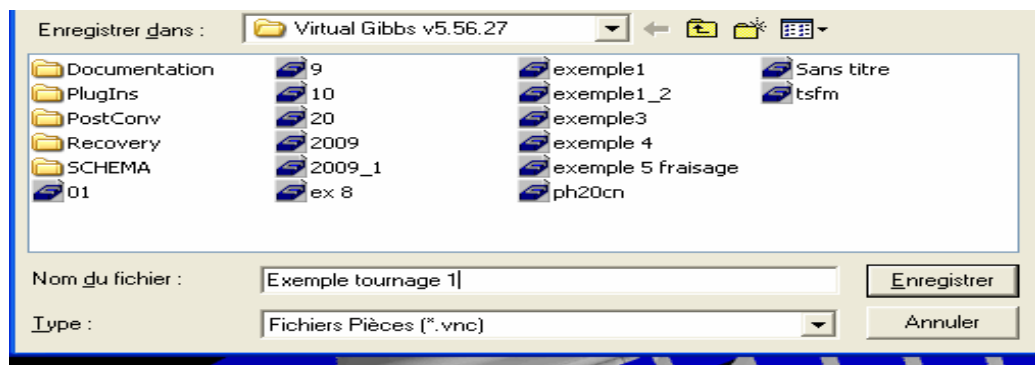 Enregistrer dans : Virtual Gibbs v5.56.27
Documentation 9 exemple1 Sans titre
PlugIns 10 exemple1_2 tsfm
PostConv 20 exemple3
Recovery 2009 exemple 4
SCHEMA 2009_1 exemple 5 fraisage
01 ex 8 ph20cn
Nom du fichier : Exemple tournage 1 Enregistrer
Type : Fichiers Pièces (*.vnc) Annuler